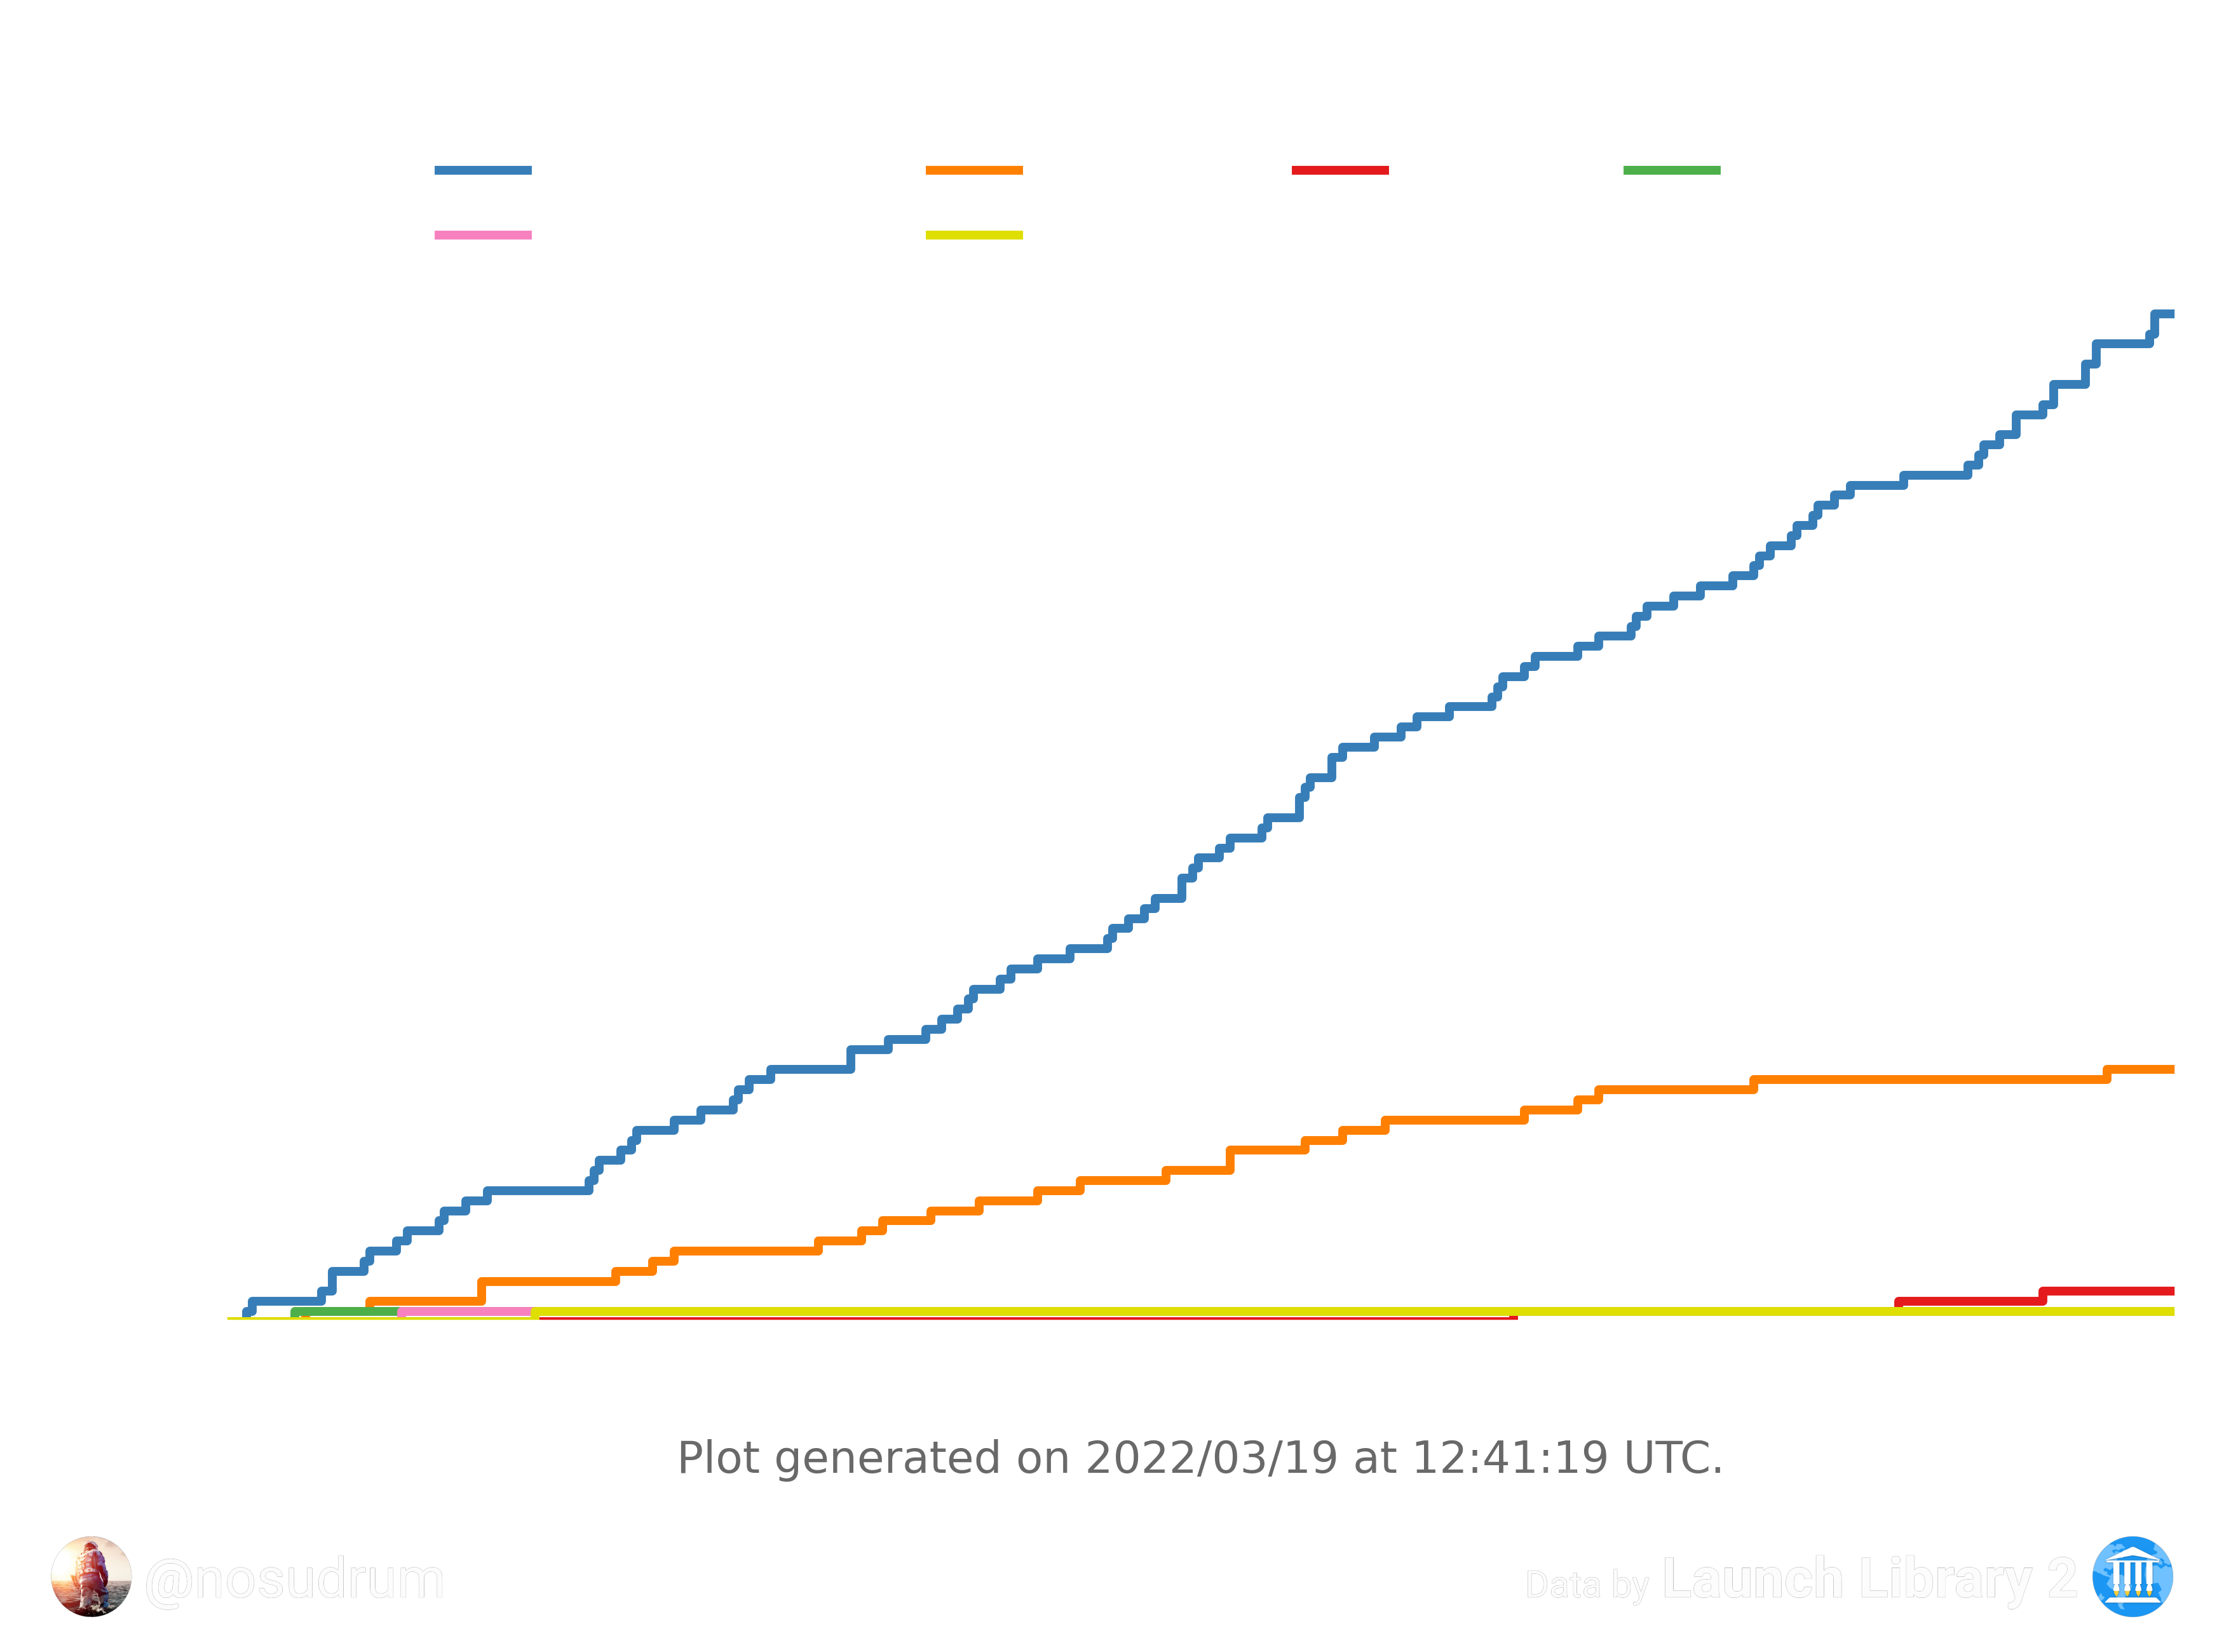 Plot generated on 2022/03/19 at 12:41:19 UTC.
@nosudrum
Data by Launch Library 2